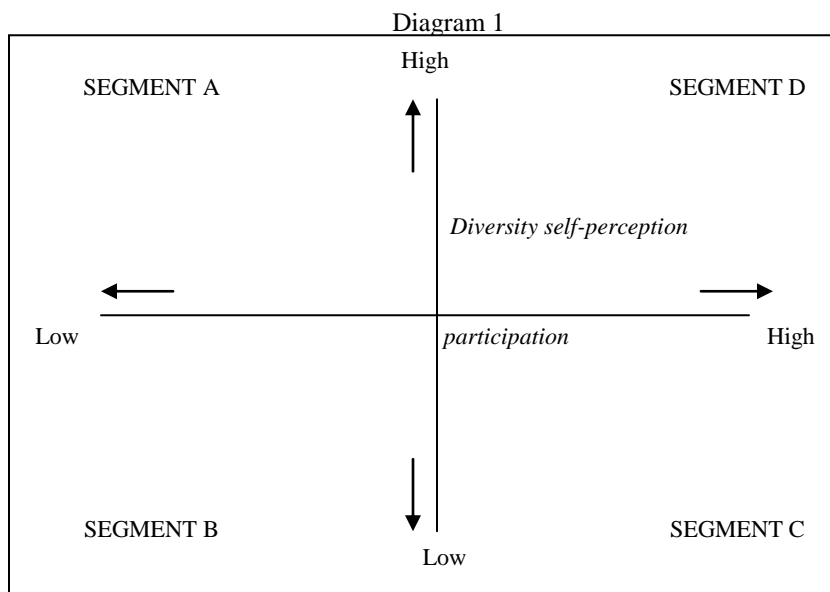 Diagram 1
High
SEGMENT A
SEGMENT D
Diversity self-perception
Low
participation
High
SEGMENT B
SEGMENT C
Low